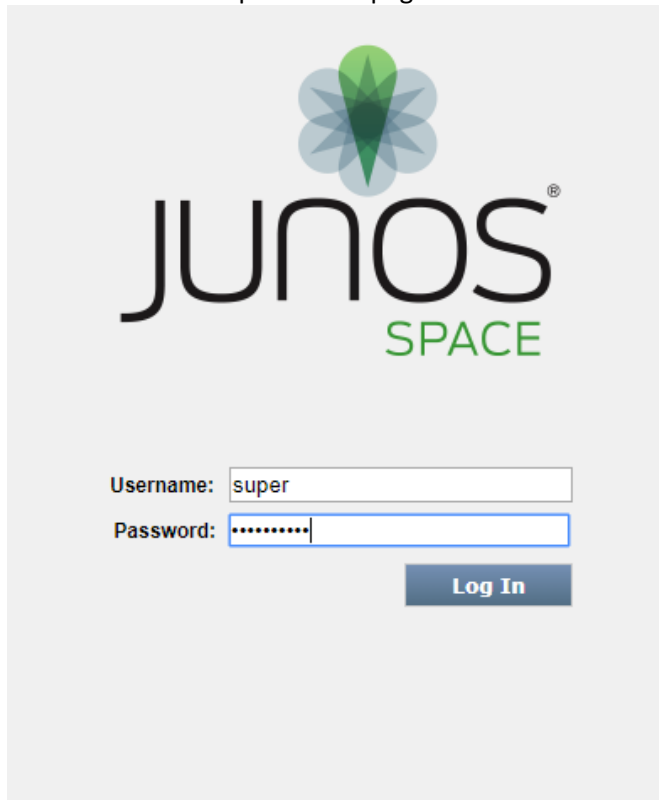 JUNOS®
SPACE
Username: super
Password: ••••••••••
Log In